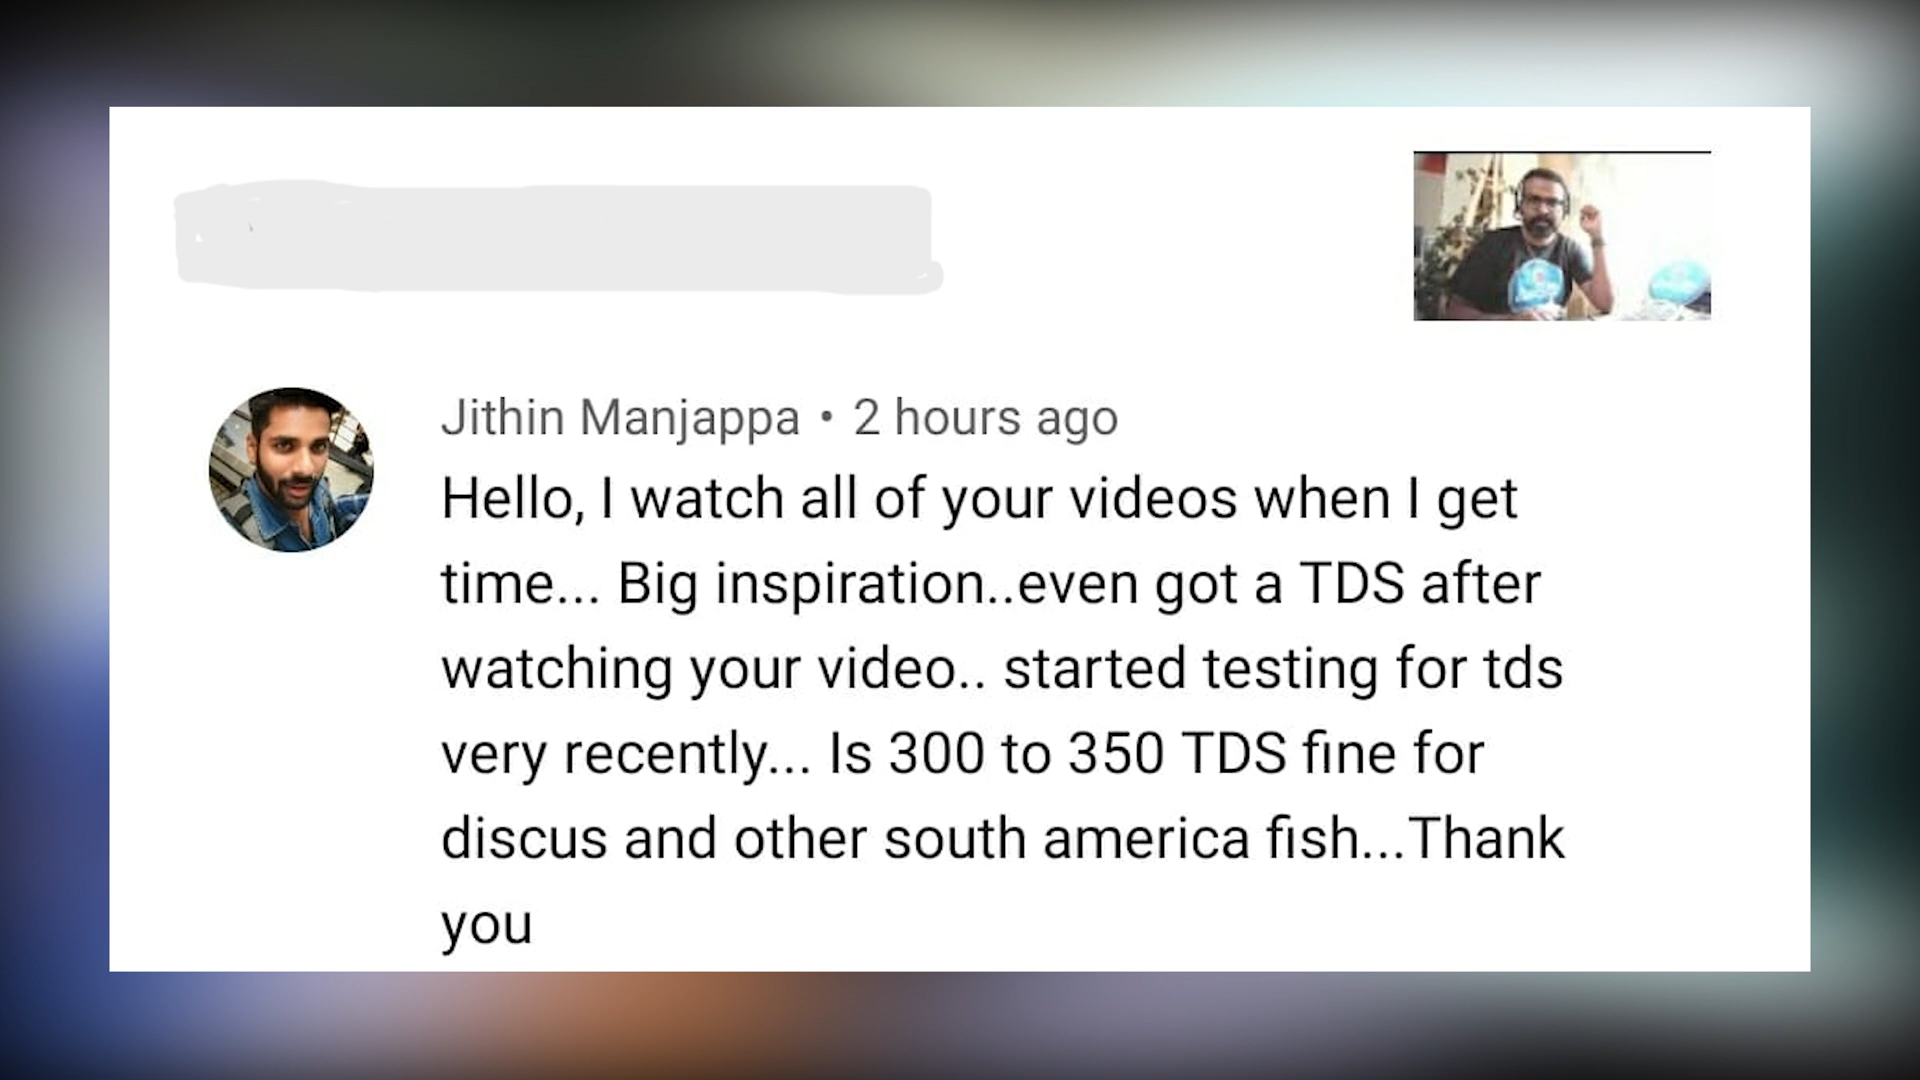 Jithin Manjappa • 2 hours ago
Hello, I watch all of your videos when I get
time... Big inspiration..even got a TDS after
watching your video.. started testing for tds
very recently... Is 300 to 350 TDS fine for
discus and other south america fish...Thank
you